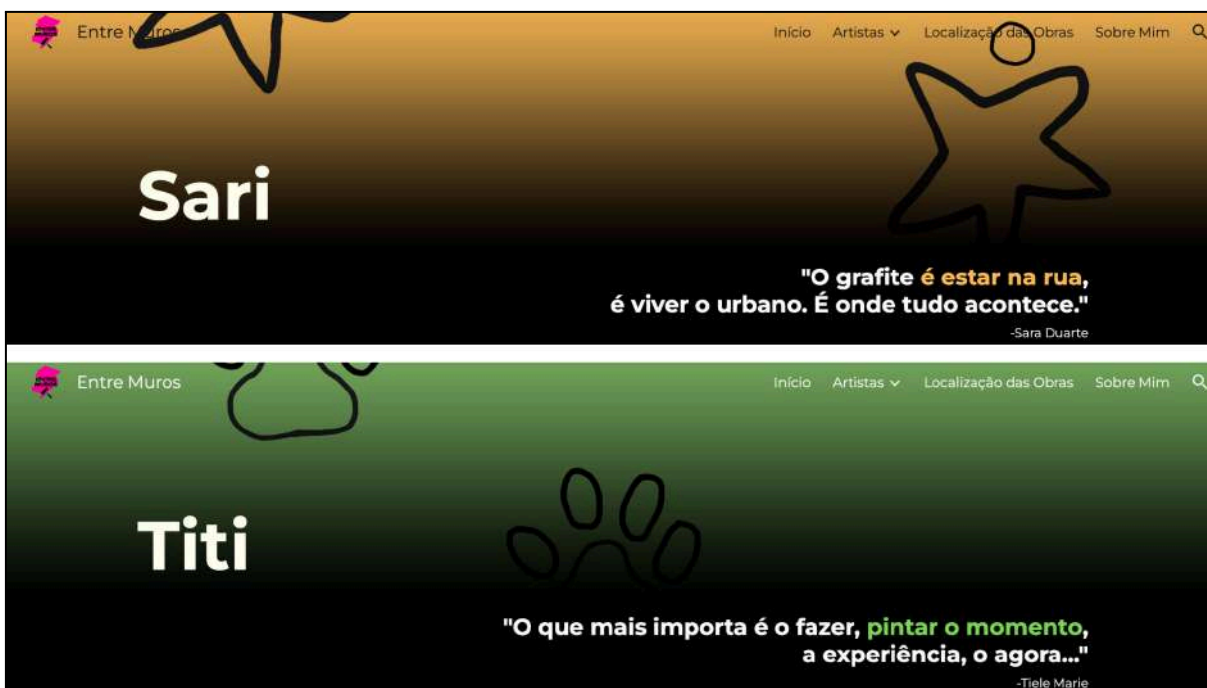 Entre Muros
Início Artistas Localização das Obras Sobre Mim
Sari
"O grafite é estar na rua,
é viver o urbano. É onde tudo acontece."
-Sara Duarte
Entre Muros
Início Artistas Localização das Obras Sobre Mim
Titi
"O que mais importa é o fazer, pintar o momento,
a experiência, o agora..."
-Tiele Marie